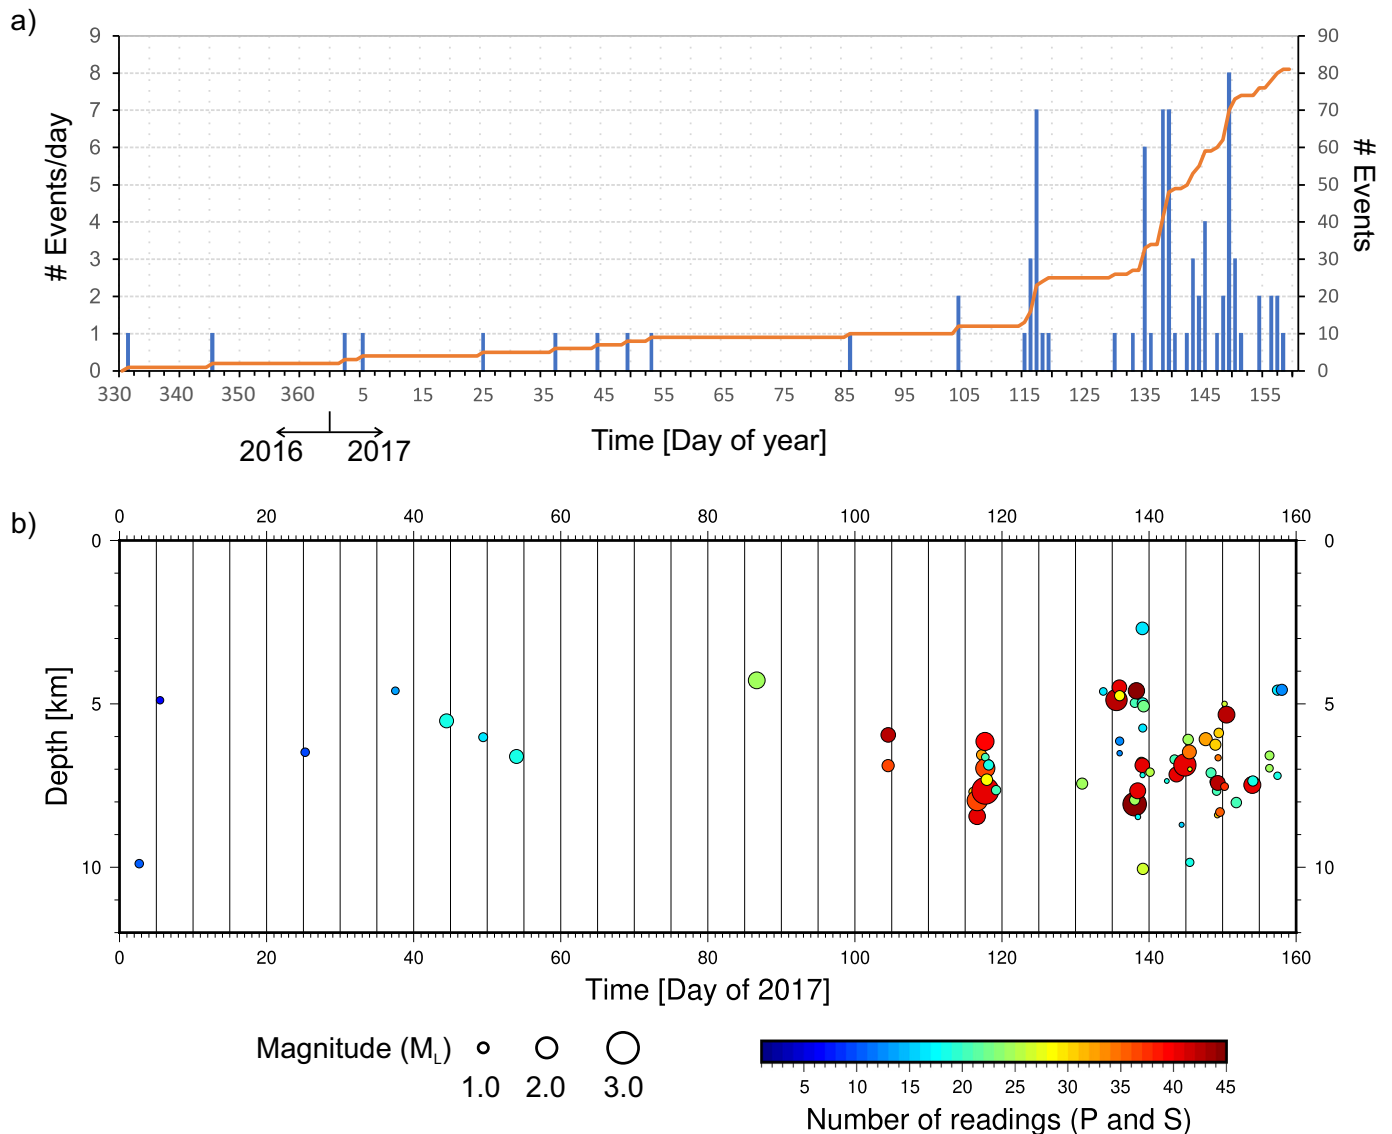 a)
# Events/day
9
8
7
6
5
4
3
2
1
0
90
80
70
60
50
40
30
20
10
0
# Events
330 340 350 360 5 15 25 35 45 55 65 75 85 95 105 115 125 135 145 155
2016 2017
Time [Day of year]
b)
0 20 40 60 80 100 120 140 160
Depth [km]
0 0
5 5
10 10
0 20 40 60 80 100 120 140 160
Time [Day of 2017]
Magnitude (ML)
1.0 2.0 3.0
5 10 15 20 25 30 35 40 45
Number of readings (P and S)